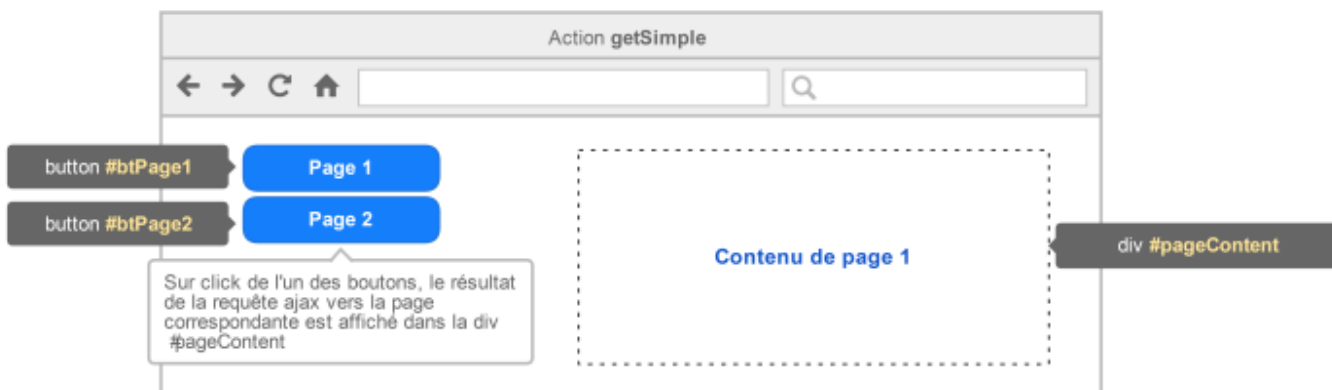 Action getSimple
button #btPage1
Page 1
button #btPage2
Page 2
Sur click de l'un des boutons, le résultat
de la requête ajax vers la page
correspondante est affiché dans la div
#pageContent
Contenu de page 1
div #pageContent